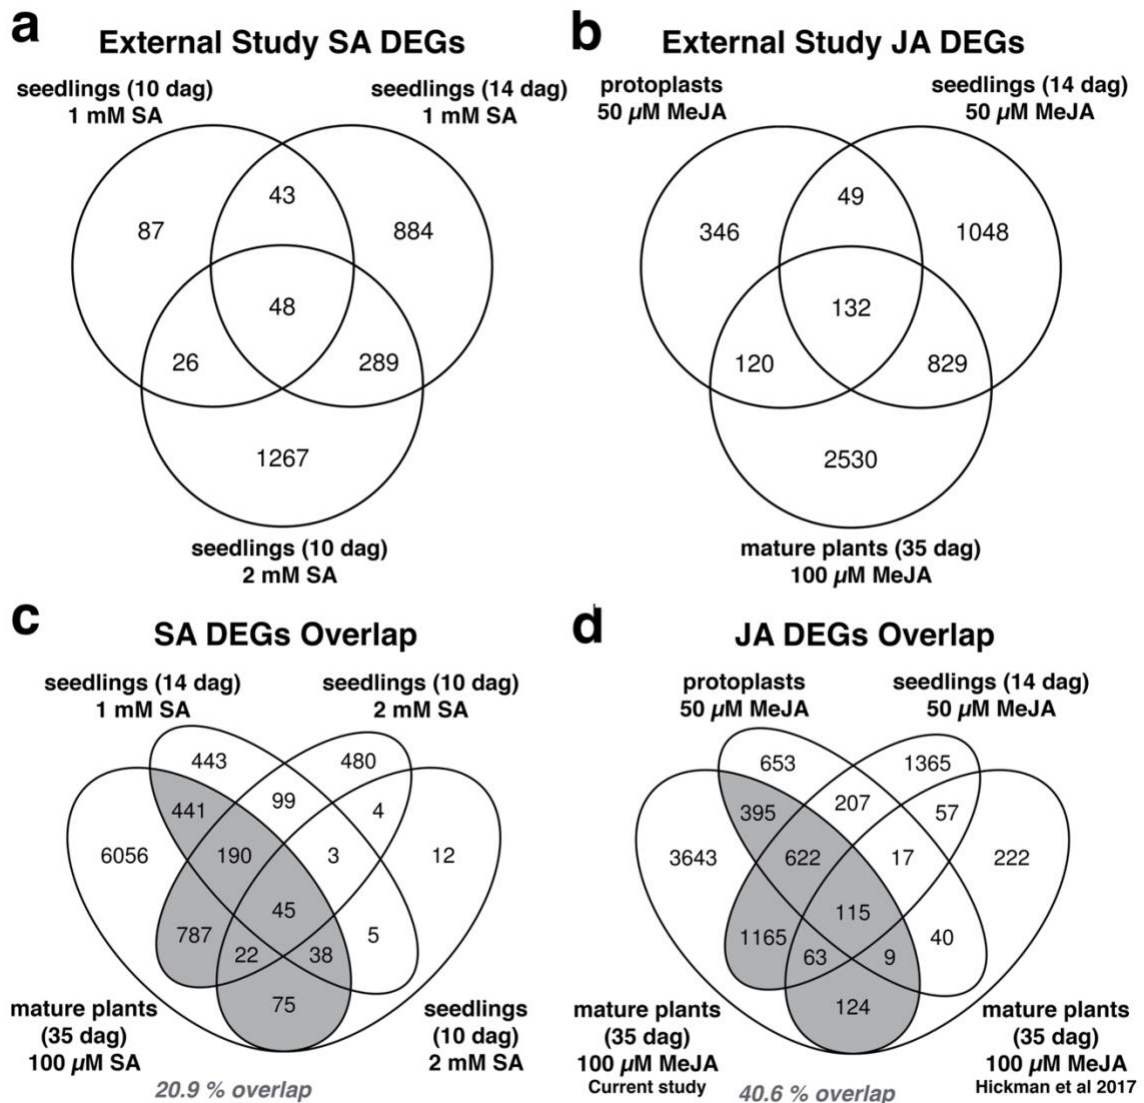 a
External Study SA DEGs
seedlings (10 dag)
1 mM SA
seedlings (14 dag)
1 mM SA
43
87
884
48
26
289
1267
seedlings (10 dag)
2 mM SA
b
External Study JA DEGs
protoplasts
50 µM MeJA
seedlings (14 dag)
50 µM MeJA
49
346
1048
132
120
829
2530
mature plants (35 dag)
100 µM MeJA
c
SA DEGs Overlap
seedlings (14 dag)
1 mM SA
seedlings (10 dag)
2 mM SA
443
480
441
99
4
6056
190
3
12
45
787
22
38
5
75
mature plants
(35 dag)
100 µM SA
seedlings
(10 dag)
2 mM SA
20.9 % overlap
d
JA DEGs Overlap
protoplasts
50 µM MeJA
seedlings (14 dag)
50 µM MeJA
653
1365
395
207
57
3643
622
17
222
115
1165
63
9
40
124
mature plants
(35 dag)
100 µM MeJA
Current study
mature plants
(35 dag)
100 µM MeJA
Hickman et al 2017
40.6 % overlap